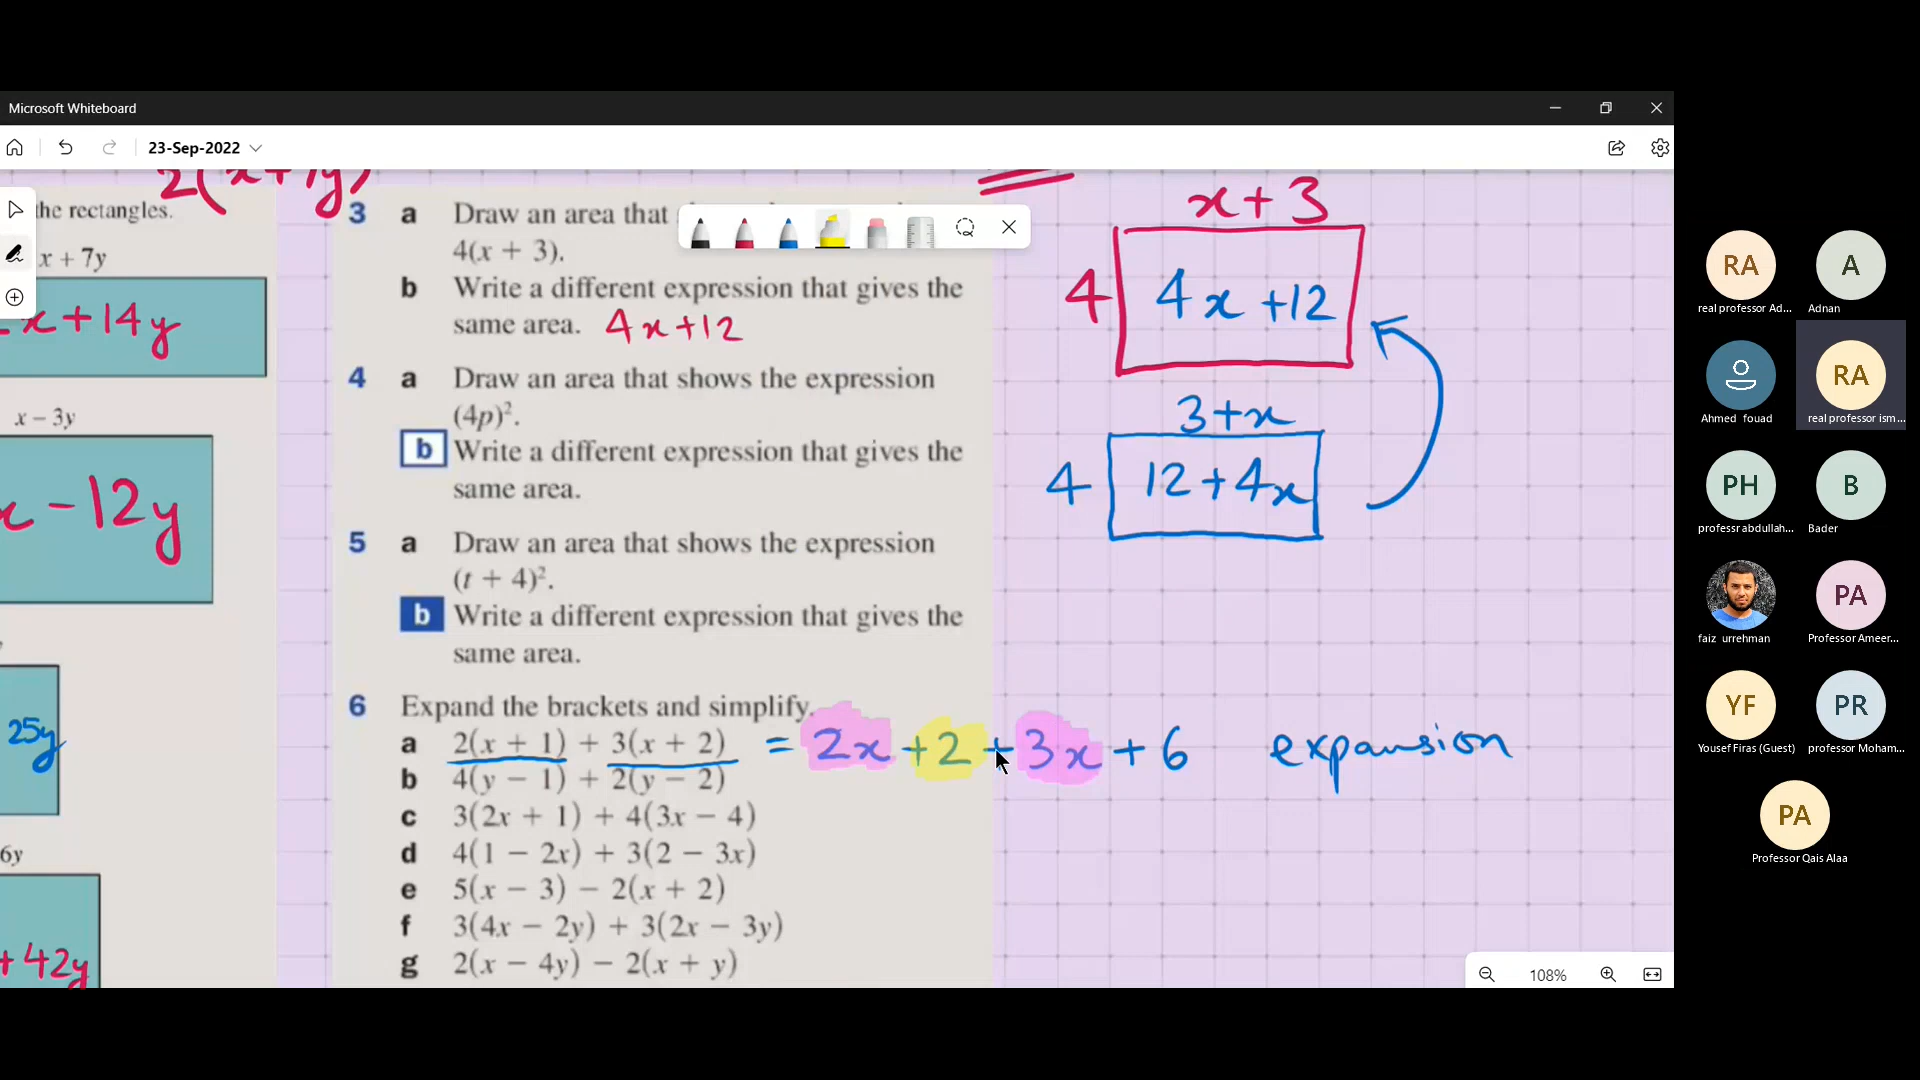 Microsoft Whiteboard
23-Sep-2022
2(x+7y)
the rectangles.
x + 7y
x+14y
x − 3y
x -12y
25y
6y
+42y
3 a Draw an area that
4(x + 3).
b Write a different expression that gives the
same area. 4x+12
4 a Draw an area that shows the expression
(4p)².
b Write a different expression that gives the
same area.
5 a Draw an area that shows the expression
(t + 4)².
b Write a different expression that gives the
same area.
6 Expand the brackets and simplify.
a 2(x + 1) + 3(x + 2) = 2x +2 +3x +6 expansion
b 4(y − 1) + 2(y − 2)
c 3(2x + 1) + 4(3x − 4)
d 4(1 − 2x) + 3(2 − 3x)
e 5(x − 3) − 2(x + 2)
f 3(4x − 2y) + 3(2x − 3y)
g 2(x − 4y) − 2(x + y)
x+3
4 4x +12
3+x
4 12+4x
108%
RA
real professor Ad...
A
Adnan
Ahmed fouad
RA
real professor ism...
PH
professr abdullah...
B
Bader
faiz urrehman
PA
Professor Ameer...
YF
Yousef Firas (Guest)
PR
professor Moham...
PA
Professor Qais Alaa